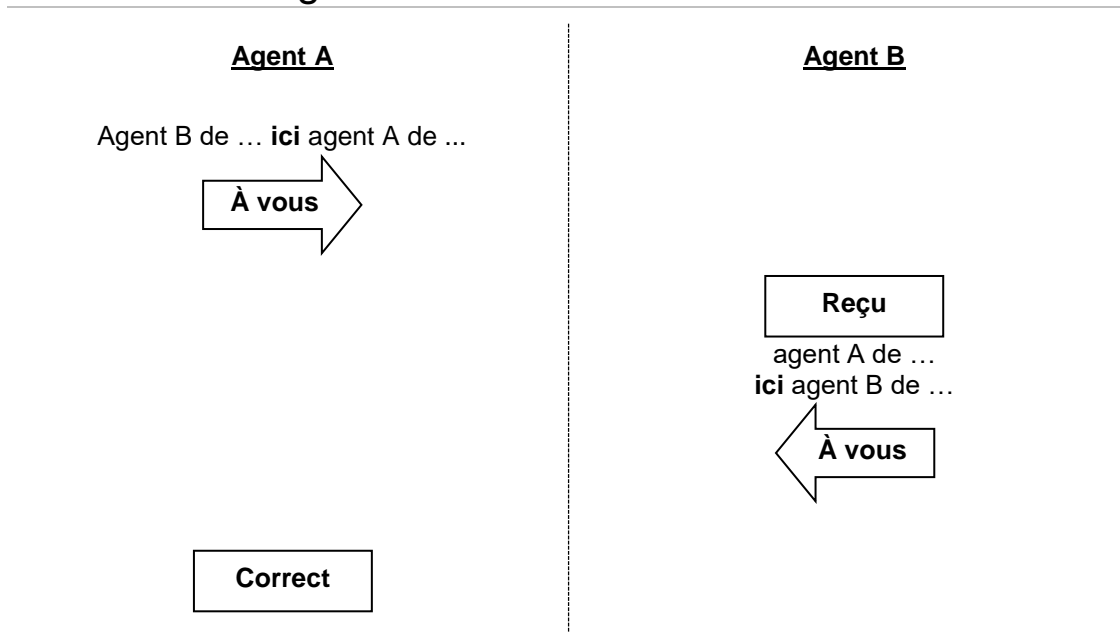 Agent A
Agent B
Agent B de … ici agent A de ...
À vous
Reçu
agent A de …
ici agent B de …
À vous
Correct